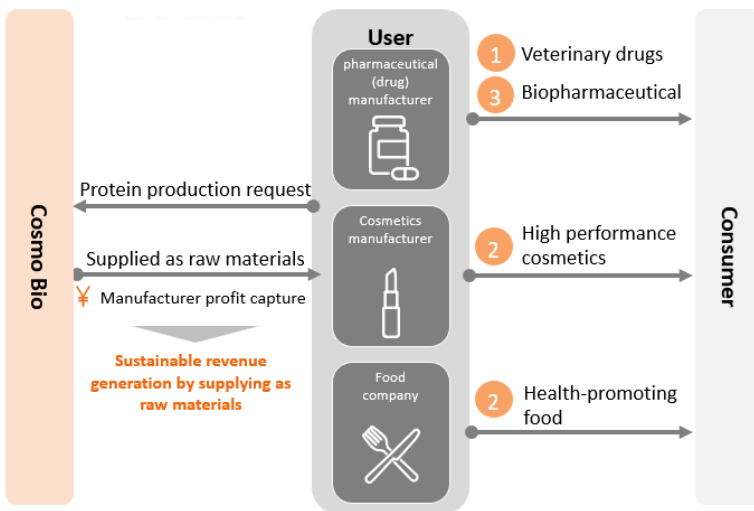 Cosmo Bio
Protein production request
Supplied as raw materials
¥ Manufacturer profit capture
Sustainable revenue
generation by supplying as
raw materials
User
pharmaceutical
(drug)
manufacturer
Cosmetics
manufacturer
Food
company
1 Veterinary drugs
3 Biopharmaceutical
2 High performance
cosmetics
2 Health-promoting
food
Consumer